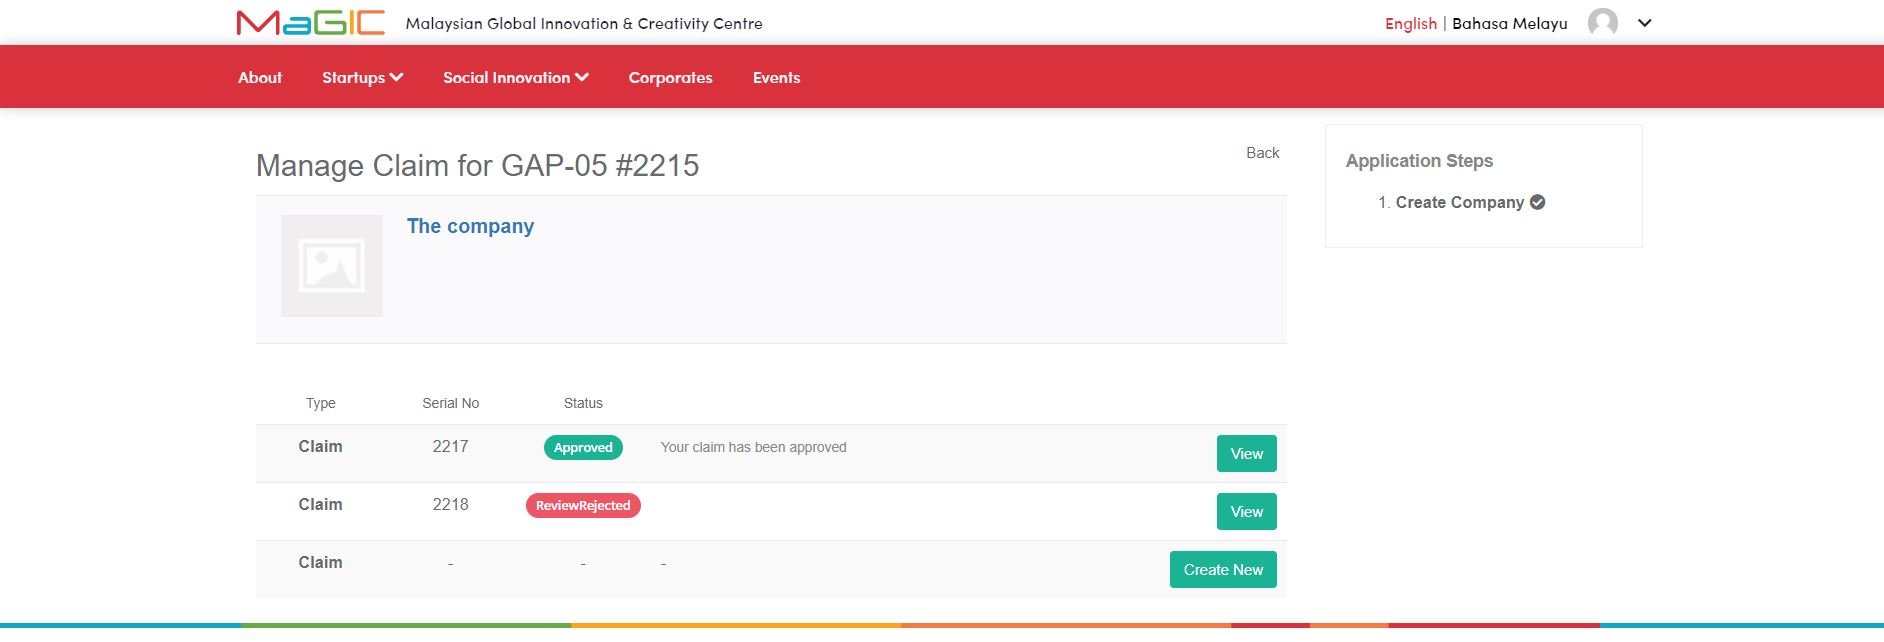 MaGIC Malaysian Global Innovation & Creativity Centre English | Bahasa Melayu
About Startups Social Innovation Corporates Events
Manage Claim for GAP-05 #2215
Back
The company
Application Steps
1. Create Company
Type Serial No Status
Claim 2217 Approved Your claim has been approved View
Claim 2218 ReviewRejected View
Claim - - - Create New